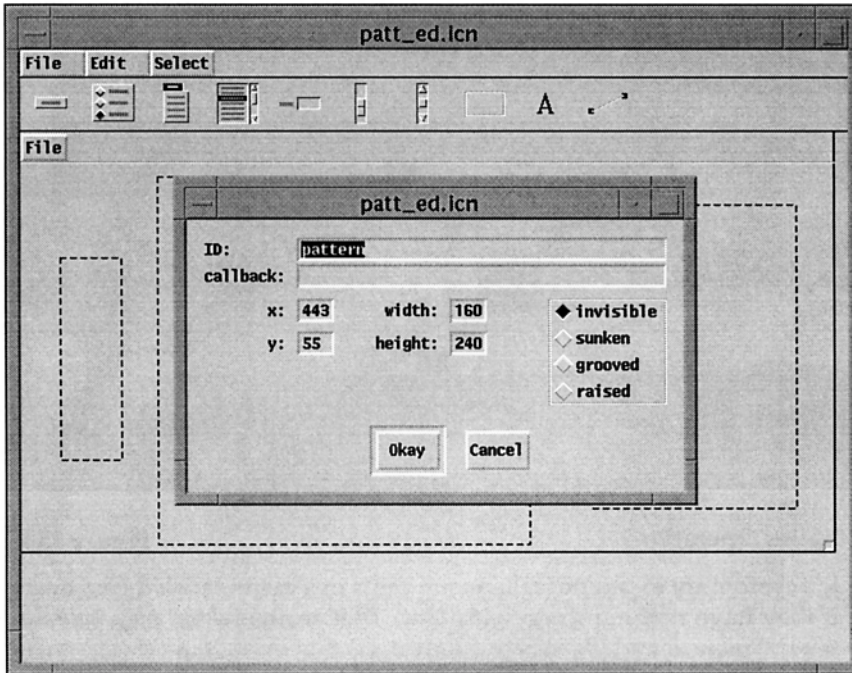 patt_ed.icn
File Edit Select
A
File
patt_ed.icn
ID: pattern
callback:
x: 443 width: 160
y: 55 height: 240
invisible
sunken
grooved
raised
Okay Cancel